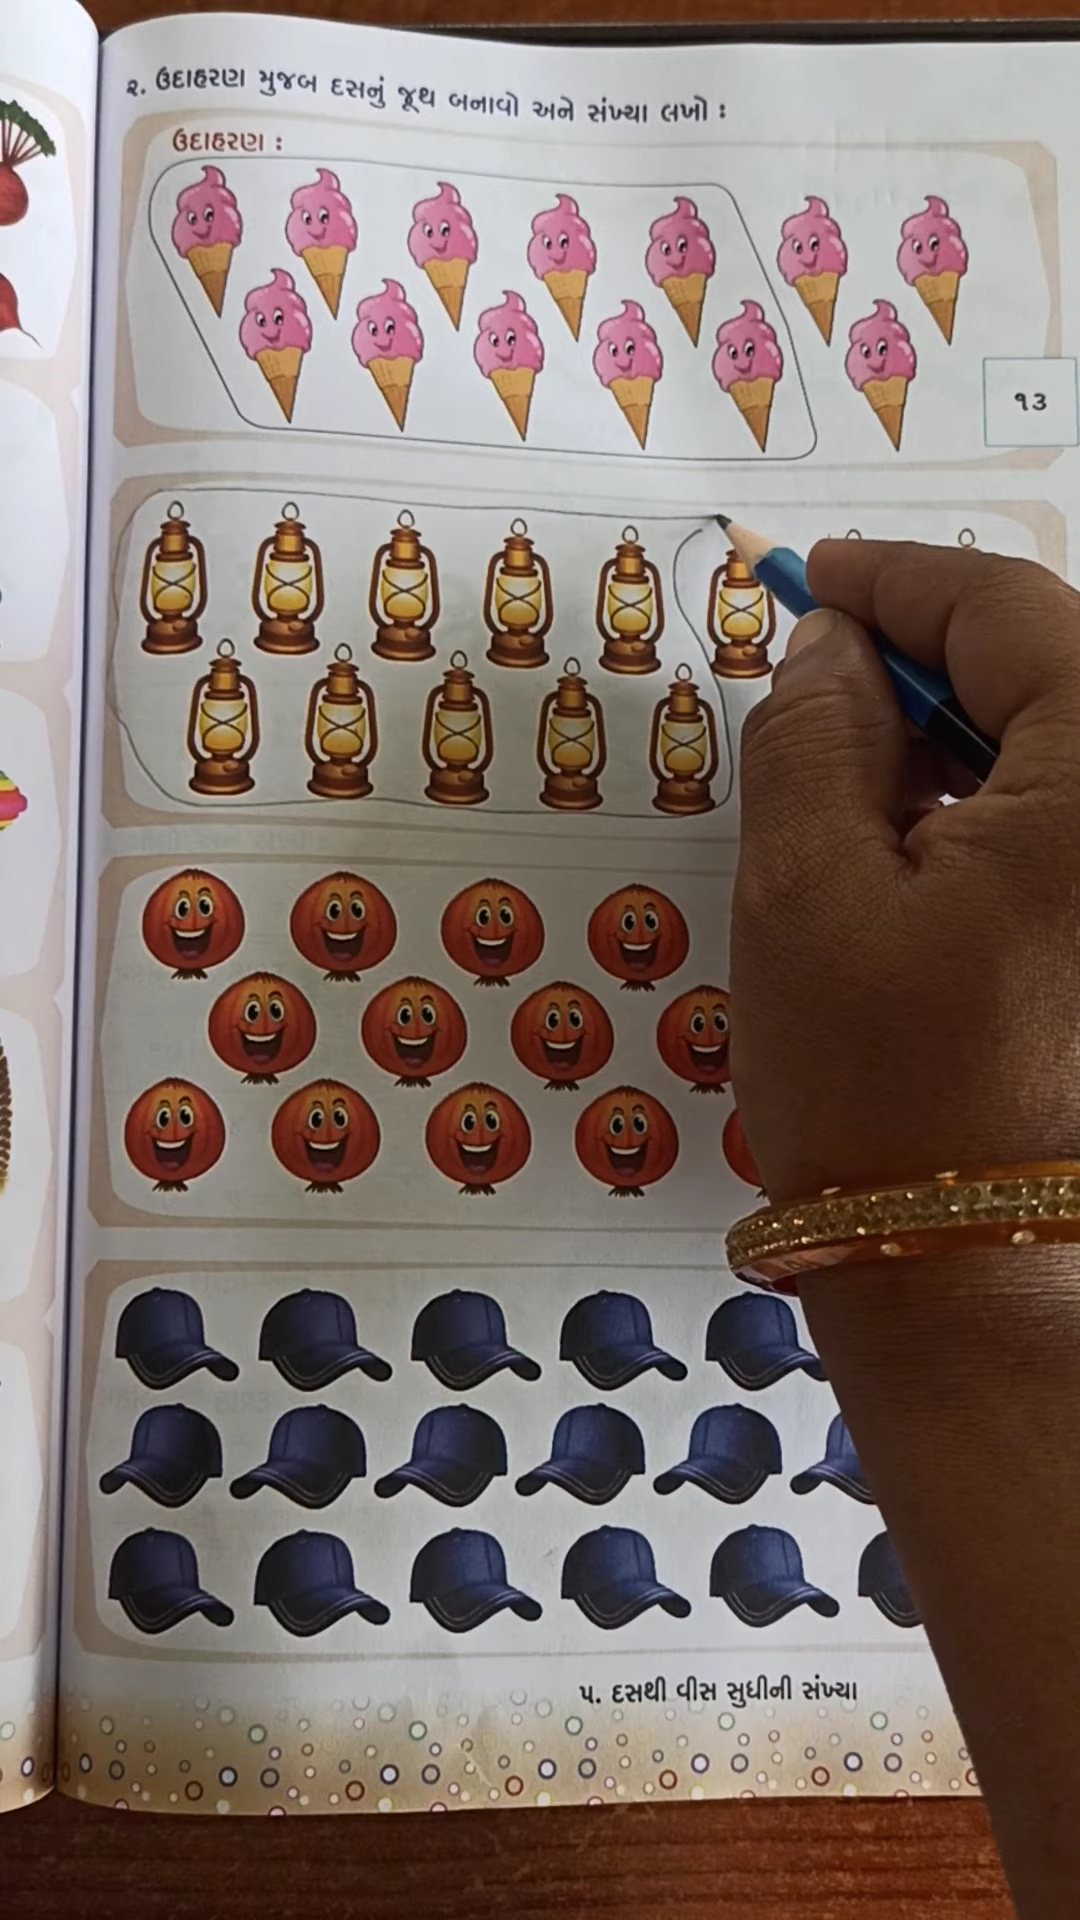 ૨. ઉદાહરણ મુજબ દસનું જૂથ બનાવો અને સંખ્યા લખો :
ઉદાહરણ :
૧૩
૫. દસથી વીસ સુધીની સંખ્યા